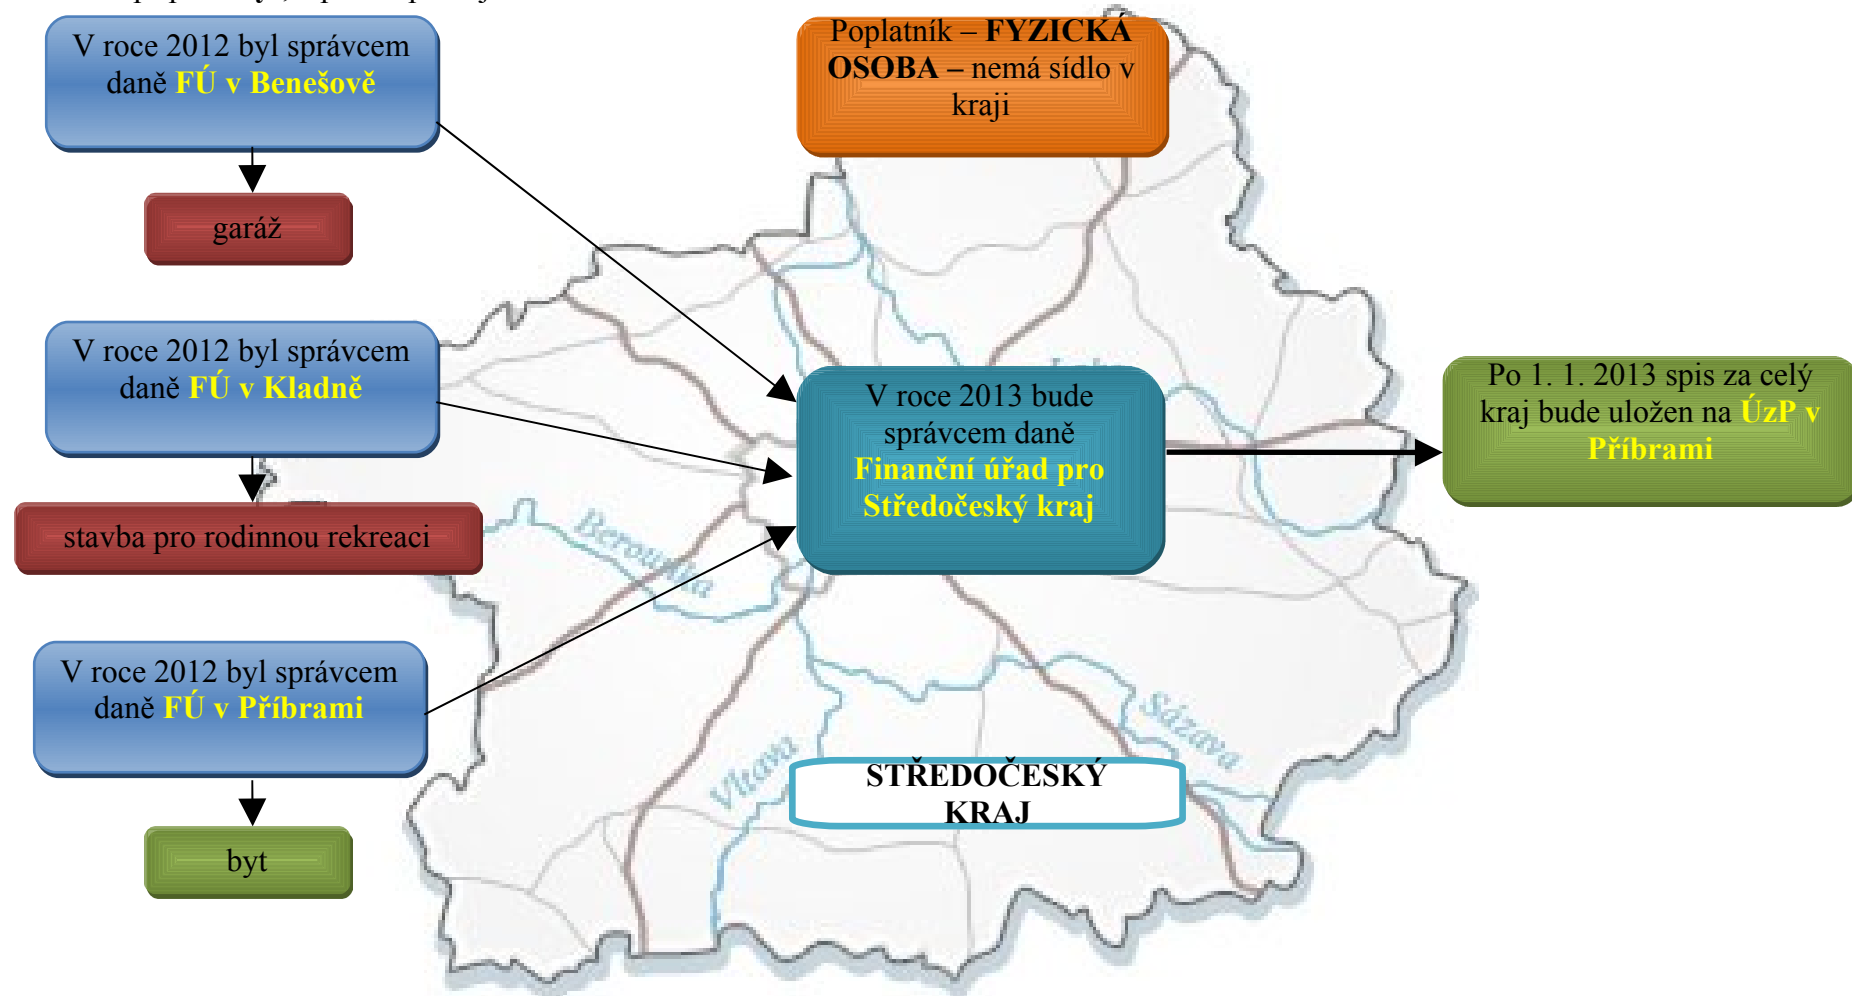 V roce 2012 byl správcem
daně FÚ v Benešově
garáž
Poplatník – FYZICKÁ
OSOBA – nemá sídlo v
kraji
V roce 2012 byl správcem
daně FÚ v Kladně
stavba pro rodinnou rekreaci
V roce 2013 bude
správcem daně
Finanční úřad pro
Středočeský kraj
Po 1. 1. 2013 spis za celý
kraj bude uložen na ÚzP v
Příbrami
Berounka
V roce 2012 byl správcem
daně FÚ v Příbrami
byt
Vltava
Sázava
STŘEDOČESKÝ
KRAJ